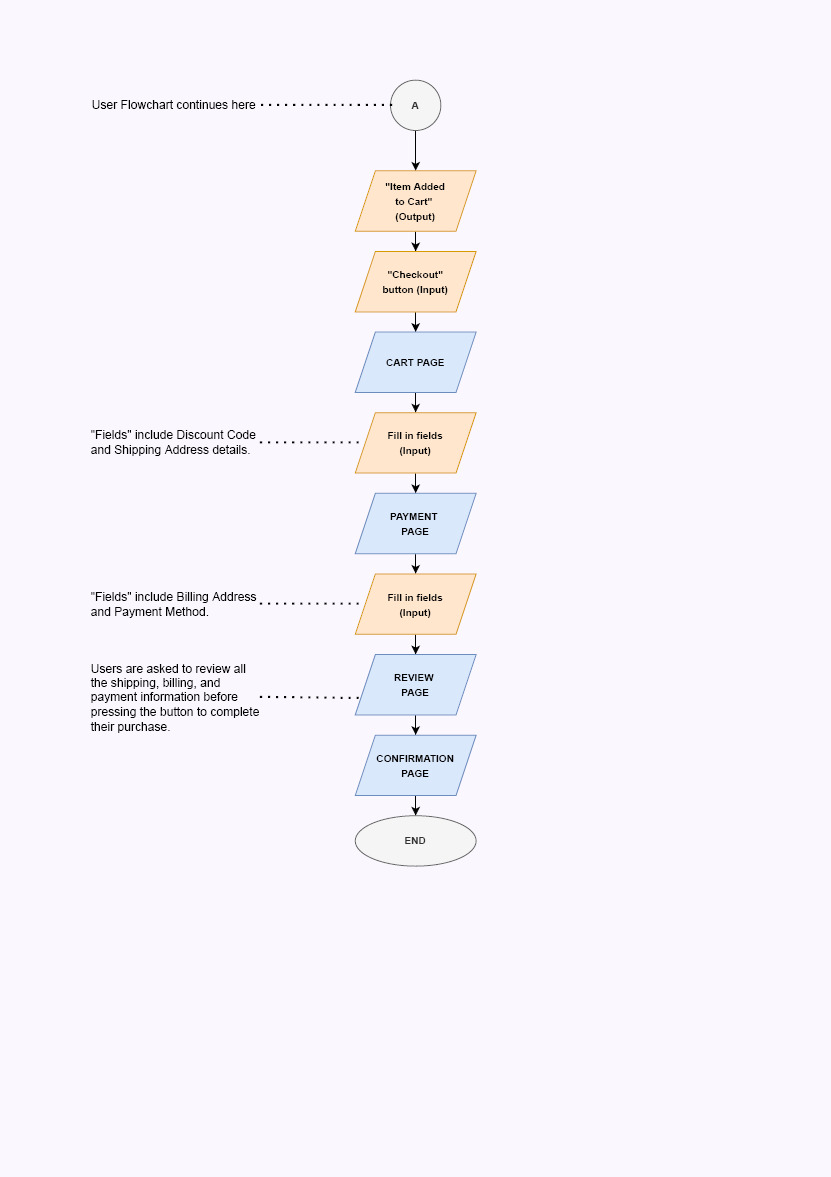 User Flowchart continues here
A
"Item Added
to Cart"
(Output)
"Checkout"
button (Input)
CART PAGE
"Fields" include Discount Code
and Shipping Address details.
Fill in fields
(Input)
PAYMENT
PAGE
"Fields" include Billing Address
and Payment Method.
Fill in fields
(Input)
Users are asked to review all
the shipping, billing, and
payment information before
pressing the button to complete
their purchase.
REVIEW
PAGE
CONFIRMATION
PAGE
END